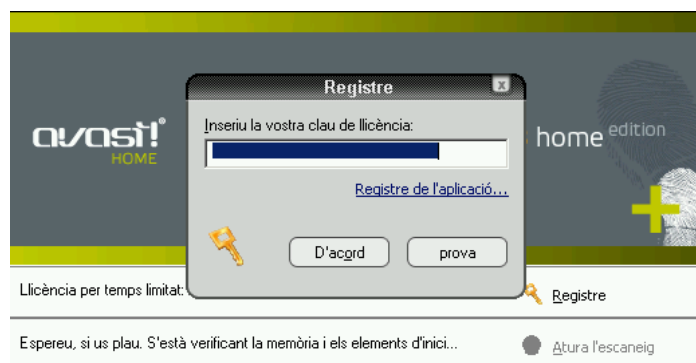 Registre
avast!
HOME
Inseriu la vostra clau de llicència:
home edition
Registre de l'aplicació...
D'acord
prova
Llicència per temps limitat:
Registre
Espereu, si us plau. S'està verificant la memòria i els elements d'inici...
Atura l'escaneig